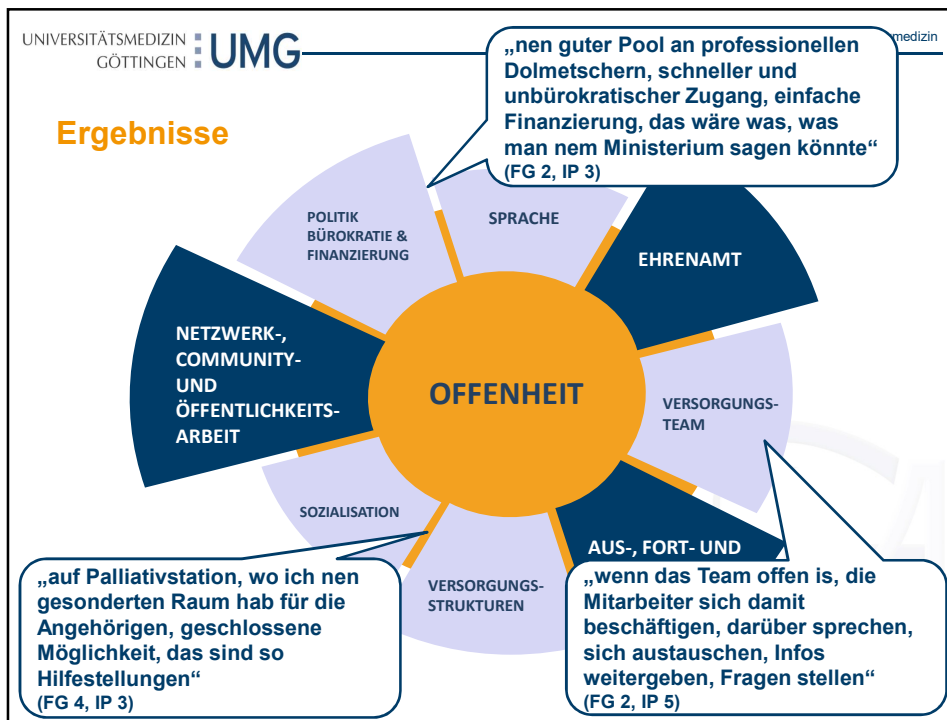 UNIVERSITÄTSMEDIZIN
GÖTTINGEN
UMG
medizin
Ergebnisse
„nen guter Pool an professionellen
Dolmetschern, schneller und
unbürokratischer Zugang, einfache
Finanzierung, das wäre was, was
man nem Ministerium sagen könnte“
(FG 2, IP 3)
POLITIK
BÜROKRATIE &
FINANZIERUNG
SPRACHE
EHRENAMT
NETZWERK-,
COMMUNITY-
UND
ÖFFENTLICHKEITS-
ARBEIT
OFFENHEIT
VERSORGUNGS-
TEAM
SOZIALISATION
VERSORGUNGS-
STRUKTUREN
AUS-, FORT- UND
„auf Palliativstation, wo ich nen
gesonderten Raum hab für die
Angehörigen, geschlossene
Möglichkeit, das sind so
Hilfestellungen“
(FG 4, IP 3)
„wenn das Team offen is, die
Mitarbeiter sich damit
beschäftigen, darüber sprechen,
sich austauschen, Infos
weitergeben, Fragen stellen“
(FG 2, IP 5)